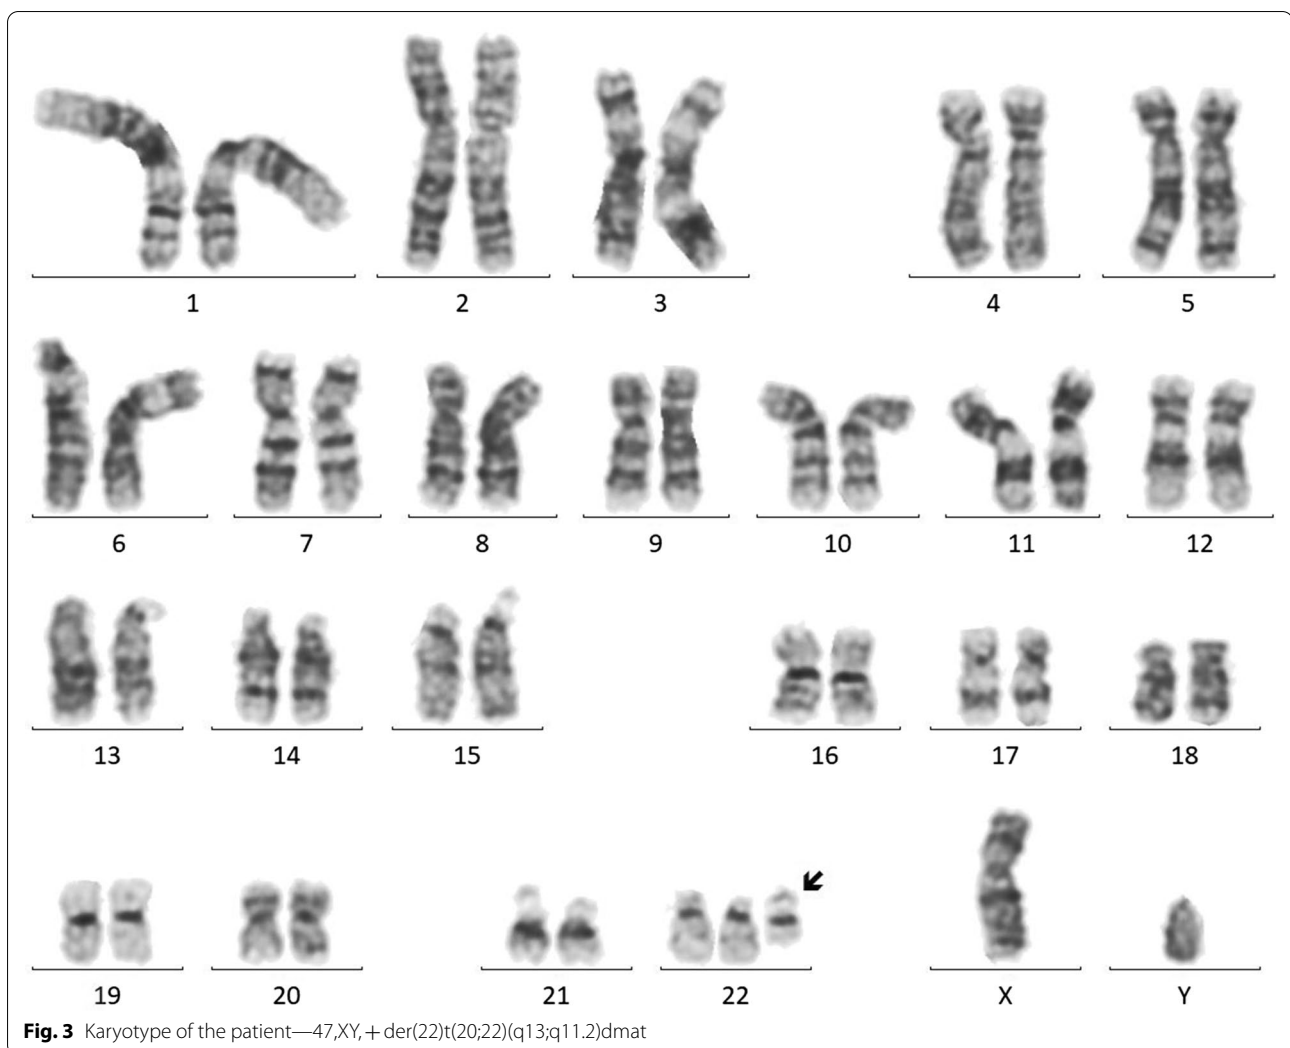 1 2 3 4 5
6 7 8 9 10 11 12
13 14 15 16 17 18
19 20 21 22 X Y
Fig. 3 Karyotype of the patient—47,XY,+der(22)t(20;22)(q13;q11.2)dmat